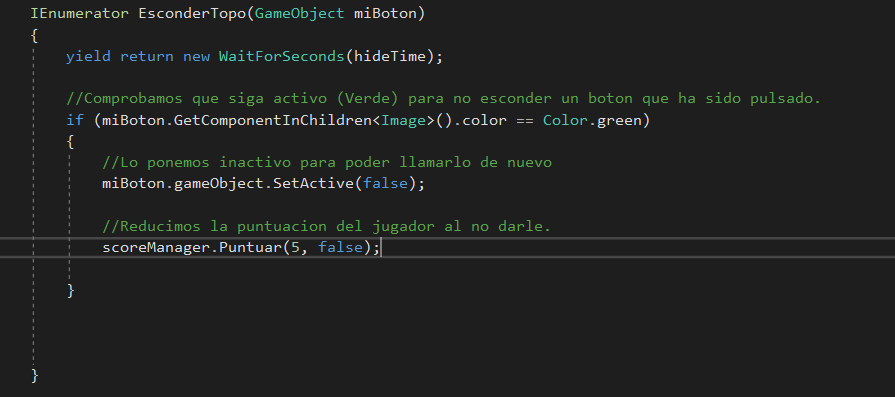 IEnumerator EsconderTopo(GameObject miBoton)
{
yield return new WaitForSeconds(hideTime);
//Comprobamos que siga activo (Verde) para no esconder un boton que ha sido pulsado.
if (miBoton.GetComponentInChildren<Image>().color == Color.green)
{
//Lo ponemos inactivo para poder llamarlo de nuevo
miBoton.gameObject.SetActive(false);
//Reducimos la puntuacion del jugador al no darle.
scoreManager.Puntuar(5, false);
}
}